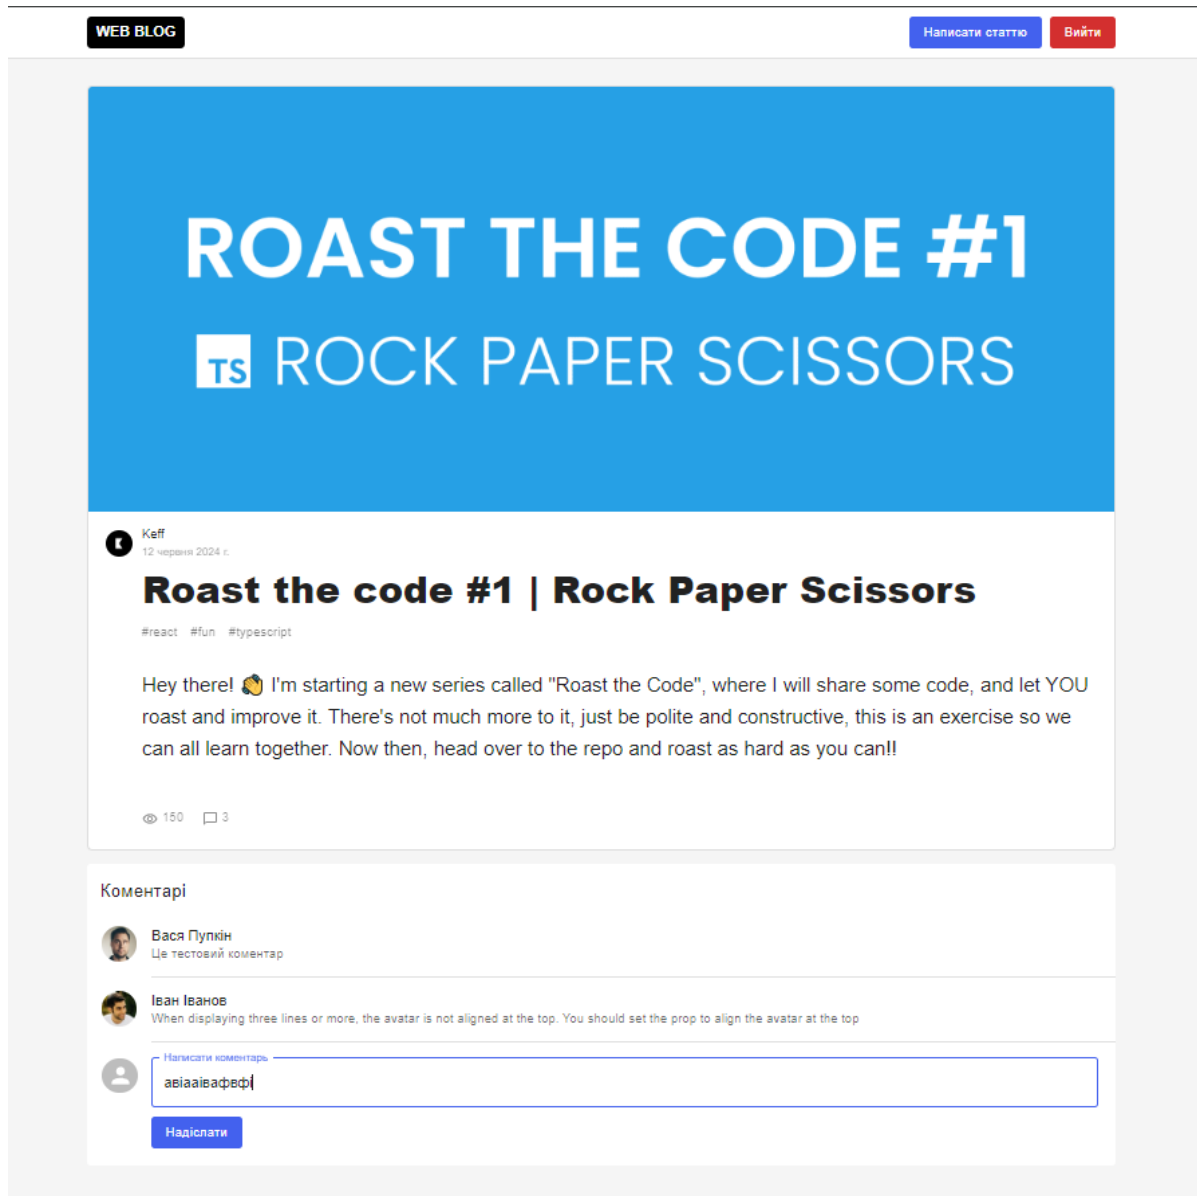 WEB BLOG
Написати статтю
Вийти
ROAST THE CODE #1
TS ROCK PAPER SCISSORS
Keff
12 червня 2024 г.
Roast the code #1 | Rock Paper Scissors
#react #fun #typescript
Hey there! 👏 I'm starting a new series called "Roast the Code", where I will share some code, and let YOU
roast and improve it. There's not much more to it, just be polite and constructive, this is an exercise so we
can all learn together. Now then, head over to the repo and roast as hard as you can!!
150 3
Коментарі
Вася Пупкін
Це тестовий коментар
Іван Іванов
When displaying three lines or more, the avatar is not aligned at the top. You should set the prop to align the avatar at the top
Написати коментарь
авіааівафвфі
Надіслати